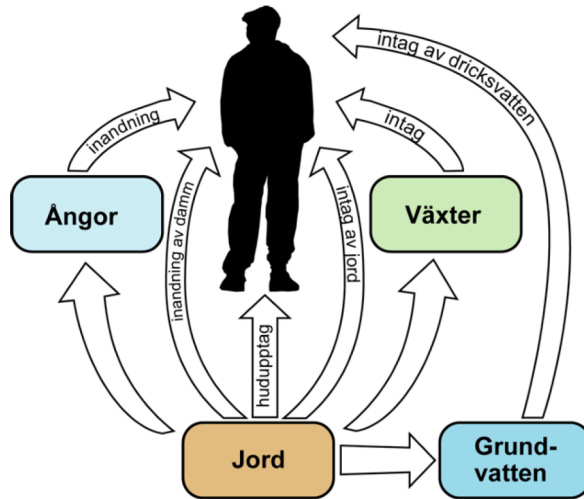 intag av dricksvatten
inandning
intag
Ångor
Växter
inandning av damm
intag av jord
hudupptag
Jord
Grund-
vatten